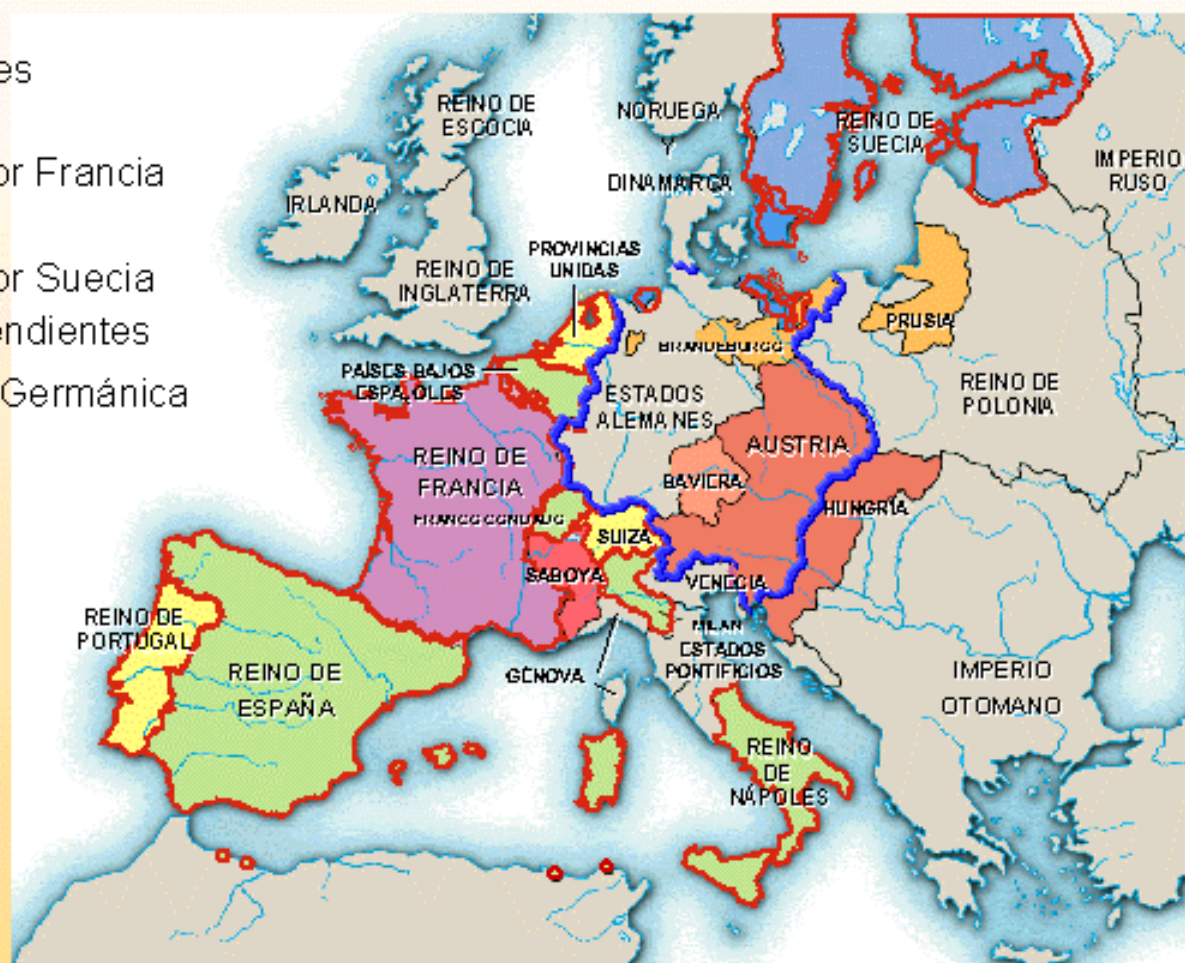 es
or Francia
or Suecia
endientes
Germánica
REINO DE
ESCOCIA
NORUEGA
Y
DINAMARCA
REINO DE
SUECIA
IMPERIO
RUSO
IRLANDA
REINO DE
INGLATERRA
PROVINCIAS
UNIDAS
PRUSIA
BRANDEBURGO
PAÍSES BAJOS
ESPAÑOLES
ESTADOS
ALEMANES
REINO DE
POLONIA
AUSTRIA
REINO DE
FRANCIA
BAVIERA
HUNGRÍA
FRANCO CONDADO
SUIZA
SABOYA
VENECIA
REINO DE
PORTUGAL
MILÁN
ESTADOS
PONTIFICIOS
GÉNOVA
REINO DE
ESPAÑA
IMPERIO
OTOMANO
REINO
DE
NÁPOLES